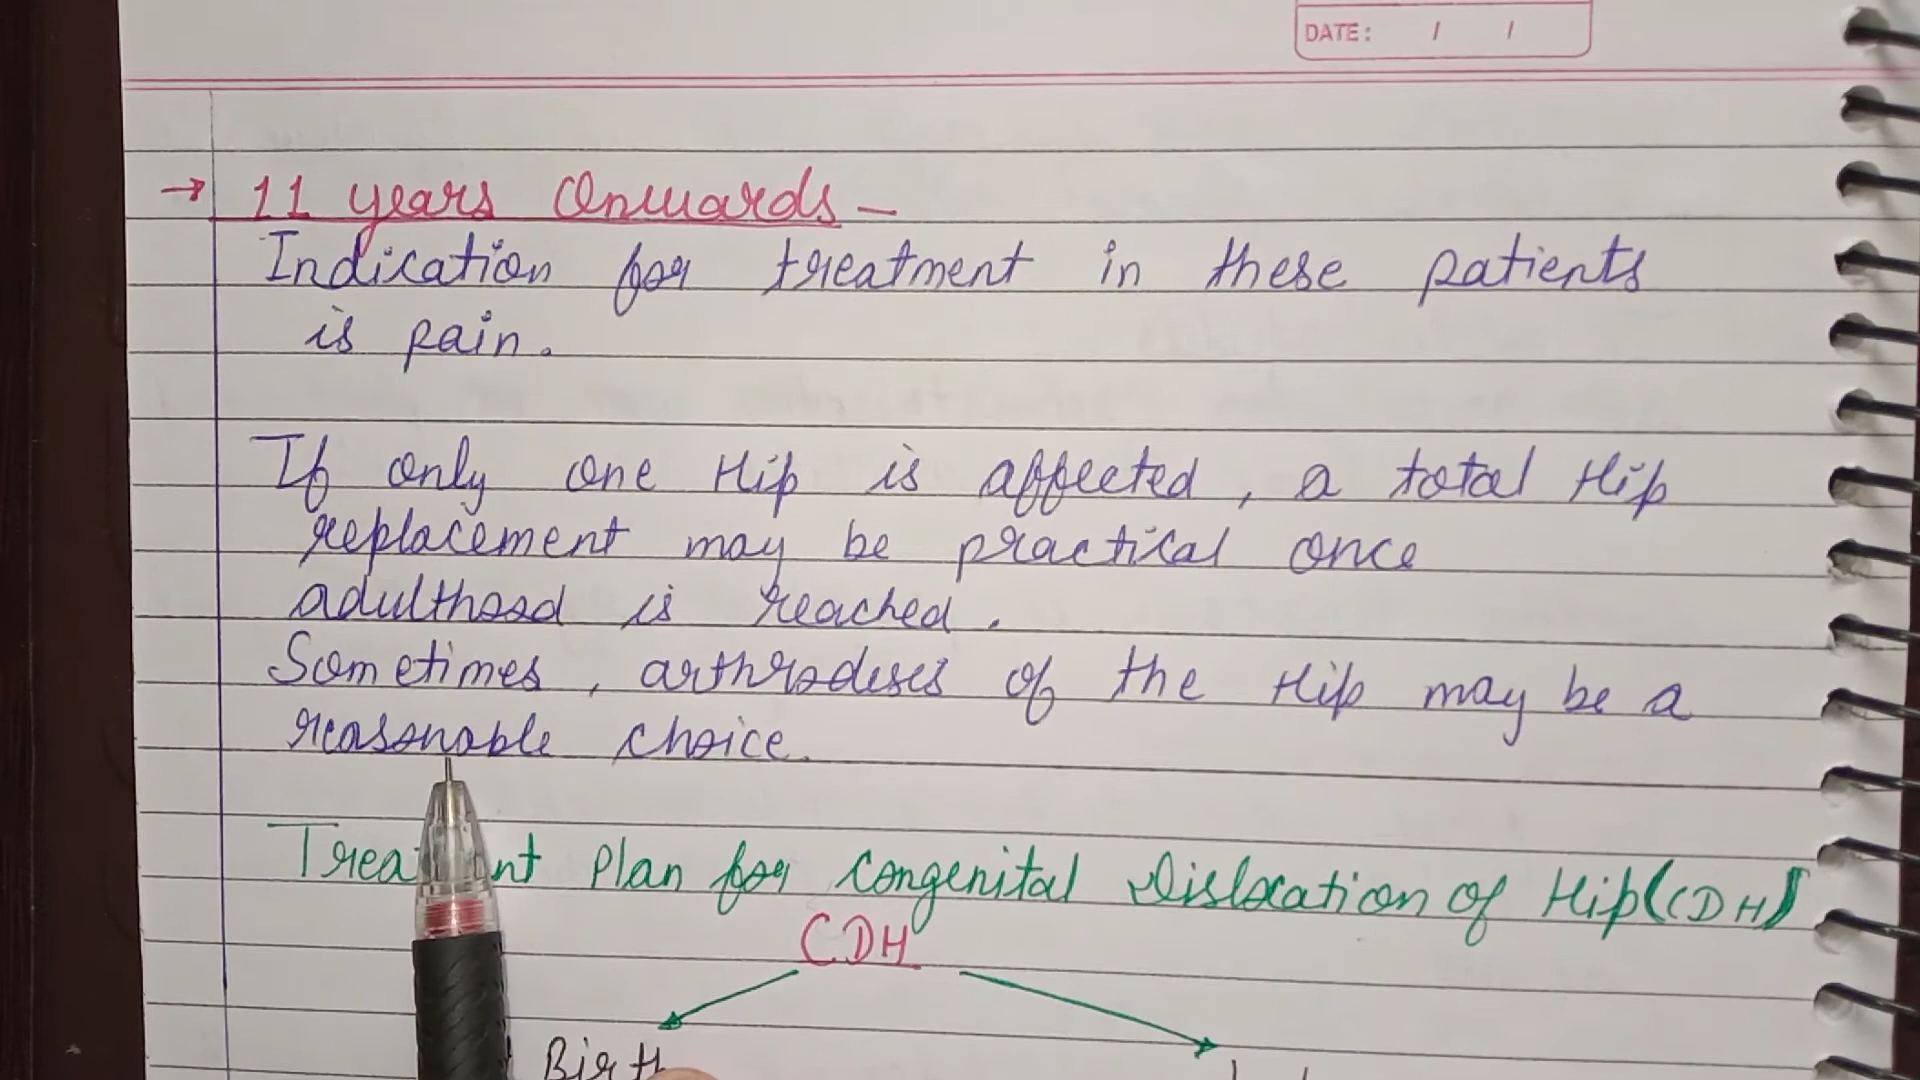 DATE: / /
→ 11 years Onwards -
Indication for treatment in these patients
is pain.
If only one Hip is affected, a total Hip
replacement may be practical once
adulthood is reached.
Sometimes, arthrodeses of the Hip may be a
reasonable choice.
Treatment Plan for Congenital Dislocation of Hip (CDH)
CDH
Birth